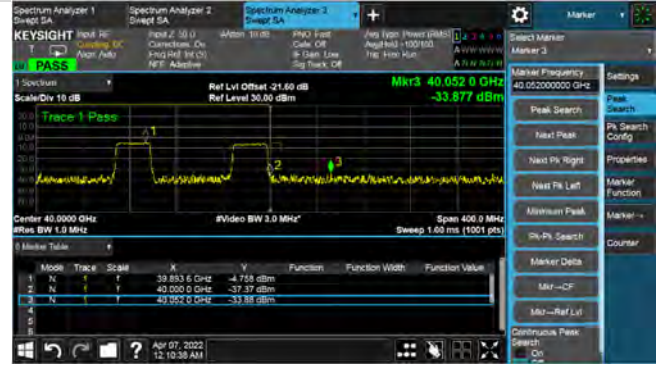 Spectrum Analyzer 1
Swept SA
Spectrum Analyzer 2
Swept SA
Spectrum Analyzer 3
Swept SA
+
Marker
KEYSIGHT
Input: RF
Coupling: DC
Align: Auto
Input Z: 50 Ω
Corrections: On
Freq Ref: Int (S)
NFE: Adaptive
Atten: 10 dB
PNO: Fast
Gate: Off
IF Gain: Low
Sig Track: Off
Avg Type: Power (RMS)
Avg|Hold: >100/100
Trig: Free Run
PASS
Select Marker
Marker 3
Marker Frequency
40.052000000 GHz
Settings
Peak Search
Next Peak
Next Pk Right
Next Pk Left
Minimum Peak
Pk-Pk Search
Marker Delta
Mkr→CF
Mkr→Ref Lvl
Continuous Peak
Search
On
Off
Peak
Search
Pk Search
Config
Properties
Marker
Function
Marker→
Counter
1 Spectrum
Scale/Div 10 dB
Ref Lvl Offset -21.60 dB
Ref Level 30.00 dBm
Mkr3 40.052 0 GHz
-33.877 dBm
Trace 1 Pass
1
2
3
Center 40.0000 GHz
#Res BW 1.0 MHz
#Video BW 3.0 MHz*
Span 400.0 MHz
Sweep 1.60 ms (1001 pts)
Marker Table
Mode Trace Scale X Y Function Function Width Function Value
1 N 1 f 39.893 6 GHz -4.758 dBm
2 N 1 f 40.000 0 GHz -37.37 dBm
3 N 1 f 40.052 0 GHz -33.88 dBm
4
5
6
?
Apr 07, 2022
12:10:38 AM